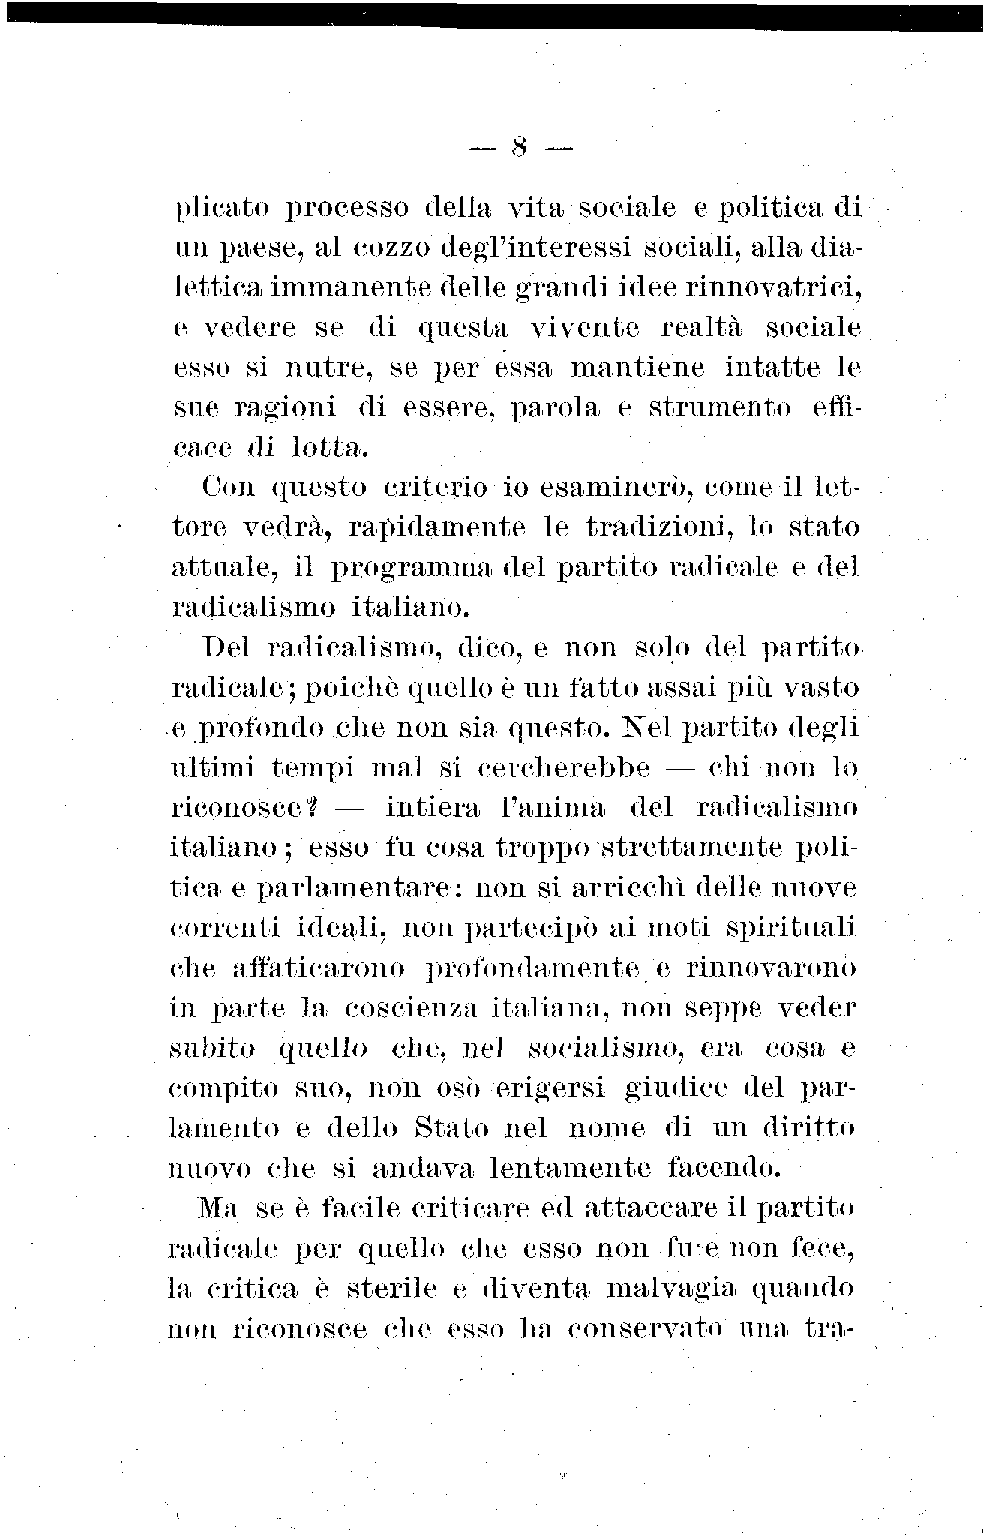 — 8 —
plicato processo della vita sociale e politica di
un paese, al cozzo degl'interessi sociali, alla dia-
lettica immanente delle grandi idee rinnovatrici,
e vedere se di questa vivente realtà sociale
esso si nutre, se per essa mantiene intatte le
sue ragioni di essere, parola e strumento effi-
cace di lotta.
Con questo criterio io esaminerò, come il let-
tore vedrà, rapidamente le tradizioni, lo stato
attuale, il programma del partito radicale e del
radicalismo italiano.
Del radicalismo, dico, e non solo del partito
radicale; poichè quello è un fatto assai più vasto
e profondo che non sia questo. Nel partito degli
ultimi tempi mal si cercherebbe — chi non lo
riconosce? — intiera l'anima del radicalismo
italiano; esso fu cosa troppo strettamente poli-
tica e parlamentare: non si arricchì delle nuove
correnti ideali, non partecipò ai moti spirituali
che affaticarono profondamente e rinnovarono
in parte la coscienza italiana, non seppe veder
subito quello che, nel socialismo, era cosa e
compito suo, non osò erigersi giudice del par-
lamento e dello Stato nel nome di un diritto
nuovo che si andava lentamente facendo.
Ma se è facile criticare ed attaccare il partito
radicale per quello che esso non fu e non fece,
la critica è sterile e diventa malvagia quando
non riconosce che esso ha conservato una tra-